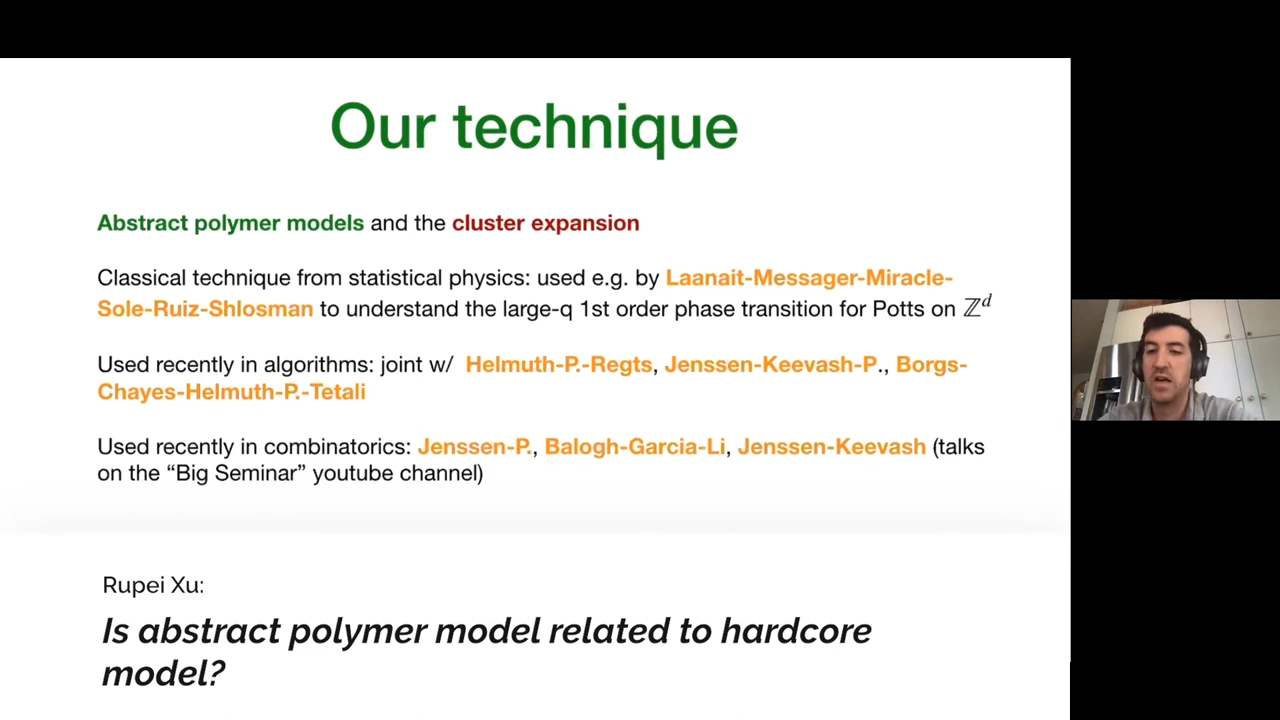 Our technique
Abstract polymer models and the cluster expansion
Classical technique from statistical physics: used e.g. by Laanait-Messager-Miracle-
Sole-Ruiz-Shlosman to understand the large-q 1st order phase transition for Potts on ℤᵈ
Used recently in algorithms: joint w/ Helmuth-P.-Regts, Jenssen-Keevash-P., Borgs-
Chayes-Helmuth-P.-Tetali
Used recently in combinatorics: Jenssen-P., Balogh-Garcia-Li, Jenssen-Keevash (talks
on the “Big Seminar” youtube channel)
Rupei Xu:
Is abstract polymer model related to hardcore
model?